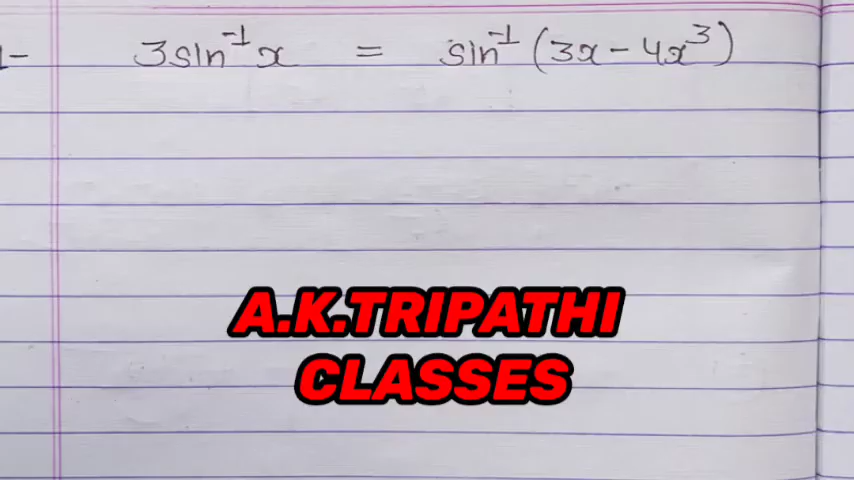 1- 3sin⁻¹x = sin⁻¹(3x - 4x³)
A.K.TRIPATHI
CLASSES